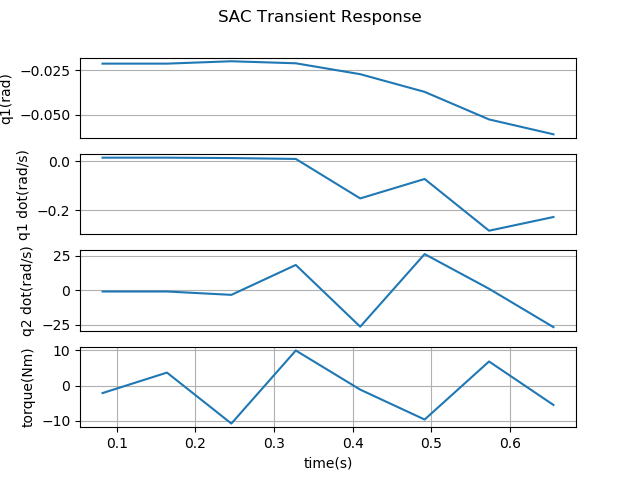 SAC Transient Response
q1(rad)
−0.025
−0.050
q1 dot(rad/s)
0.0
−0.2
q2 dot(rad/s)
25
0
−25
torque(Nm)
10
0
−10
0.1 0.2 0.3 0.4 0.5 0.6
time(s)